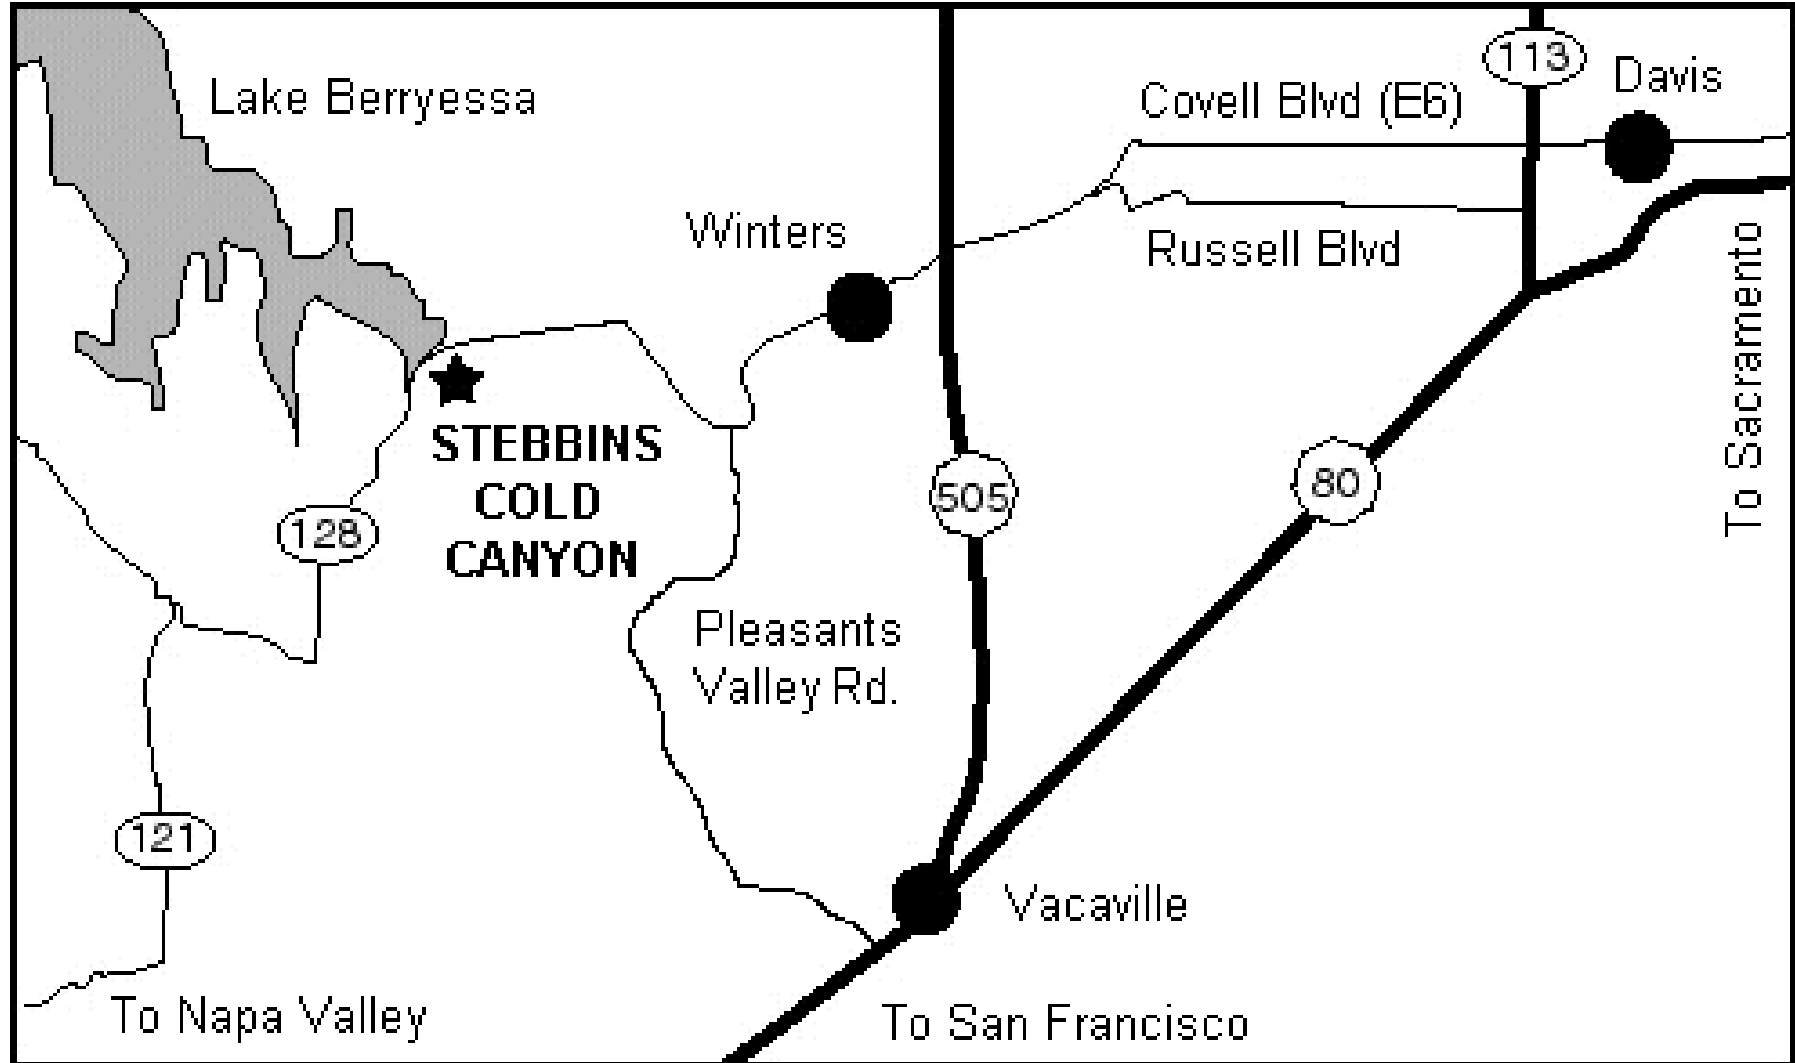 113
Davis
Lake Berryessa
Covell Blvd (E6)
Winters
Russell Blvd
To Sacramento
STEBBINS
COLD
CANYON
505
80
128
Pleasants
Valley Rd.
121
Vacaville
To Napa Valley
To San Francisco